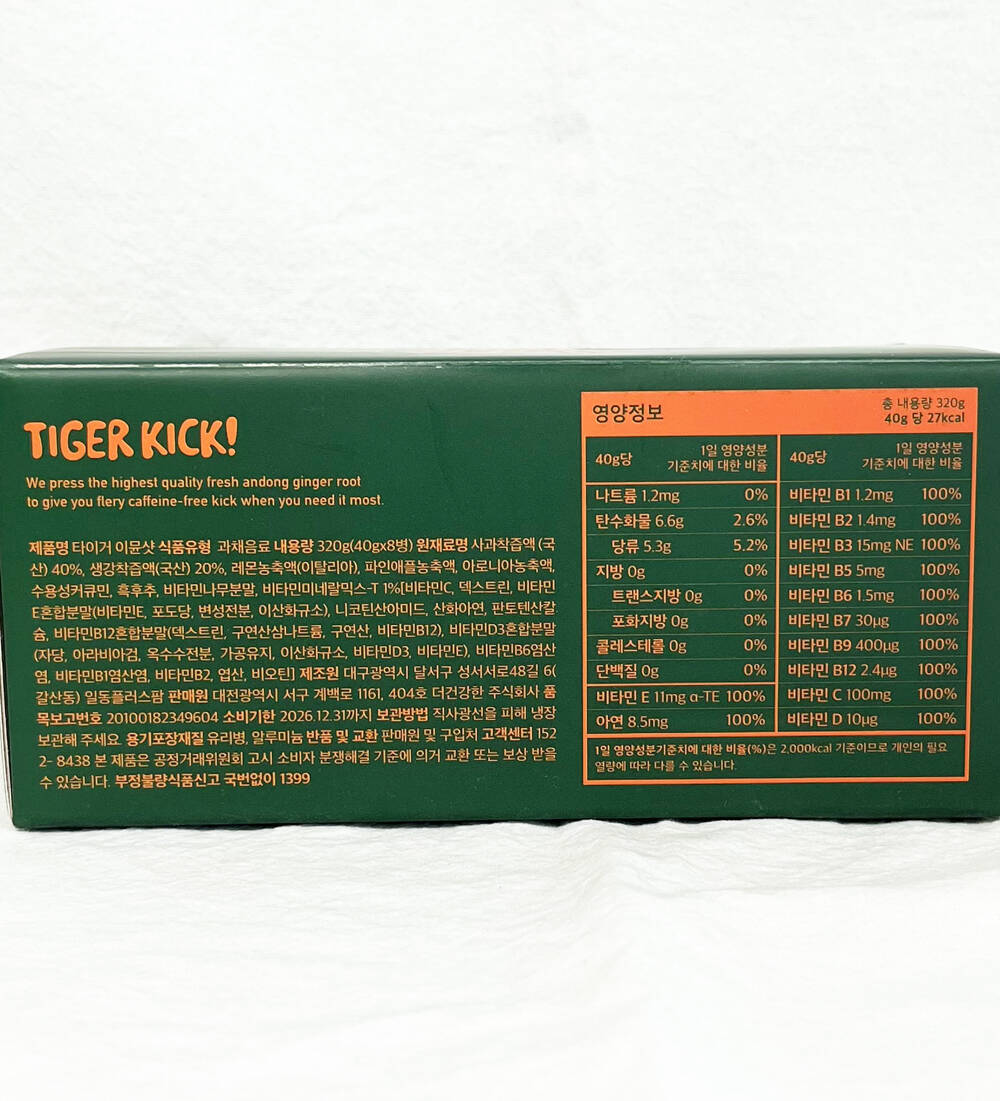 TIGER KICK!
We press the highest quality fresh andong ginger root
to give you flery caffeine-free kick when you need it most.
제품명 타이거 이뮨샷 식품유형 과채음료 내용량 320g(40gx8병) 원재료명 사과착즙액 (국
산) 40%, 생강착즙액(국산) 20%, 레몬농축액(이탈리아), 파인애플농축액, 아로니아농축액,
수용성커큐민, 흑후추, 비타민나무분말, 비타민미네랄믹스-T 1%[비타민C, 덱스트린, 비타민
E혼합분말(비타민E, 포도당, 변성전분, 이산화규소), 니코틴산아미드, 산화아연, 판토텐산칼
슘, 비타민B12혼합분말(덱스트린, 구연산삼나트륨, 구연산, 비타민B12), 비타민D3혼합분말
(자당, 아라비아검, 옥수수전분, 가공유지, 이산화규소, 비타민D3, 비타민E), 비타민B6염산
염, 비타민B1염산염, 비타민B2, 엽산, 비오틴] 제조원 대구광역시 달서구 성서서로48길 6(
갈산동) 일동플러스팜 판매원 대전광역시 서구 계백로 1161, 404호 더건강한 주식회사 품
목보고번호 20100182349604 소비기한 2026.12.31까지 보관방법 직사광선을 피해 냉장
보관해 주세요. 용기포장재질 유리병, 알루미늄 반품 및 교환 판매원 및 구입처 고객센터 152
2- 8438 본 제품은 공정거래위원회 고시 소비자 분쟁해결 기준에 의거 교환 또는 보상 받을
수 있습니다. 부정불량식품신고 국번없이 1399
영양정보
총 내용량 320g
40g 당 27kcal
40g당 1일 영양성분
기준치에 대한 비율
나트륨 1.2mg 0%
탄수화물 6.6g 2.6%
당류 5.3g 5.2%
지방 0g 0%
트랜스지방 0g 0%
포화지방 0g 0%
콜레스테롤 0g 0%
단백질 0g 0%
비타민 E 11mg α-TE 100%
아연 8.5mg 100%
40g당 1일 영양성분
기준치에 대한 비율
비타민 B1 1.2mg 100%
비타민 B2 1.4mg 100%
비타민 B3 15mg NE 100%
비타민 B5 5mg 100%
비타민 B6 1.5mg 100%
비타민 B7 30μg 100%
비타민 B9 400μg 100%
비타민 B12 2.4μg 100%
비타민 C 100mg 100%
비타민 D 10μg 100%
1일 영양성분기준치에 대한 비율(%)은 2,000kcal 기준이므로 개인의 필요
열량에 따라 다를 수 있습니다.